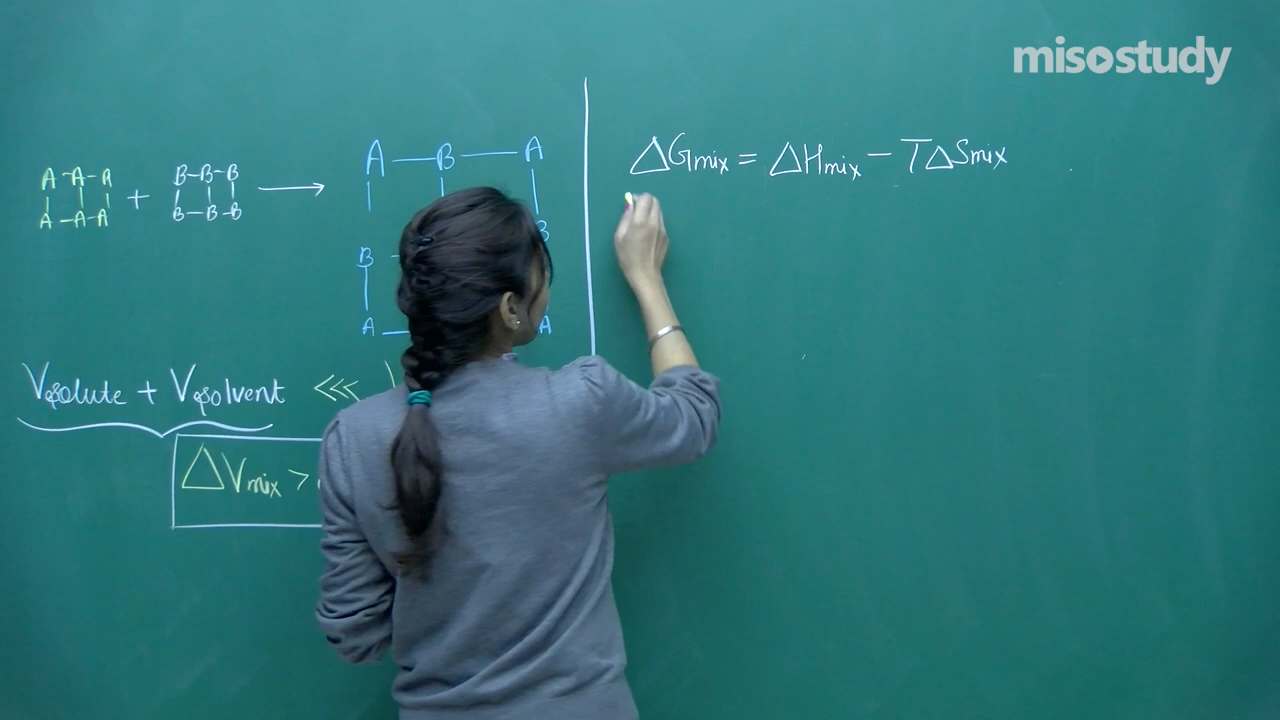 misostudy
A-A-A + B-B-B → A — B — A
A-A-A B-B-B
B B
A A
Vsolute + Vsolvent <<<
ΔVmix >
ΔGmix = ΔHmix - TΔSmix